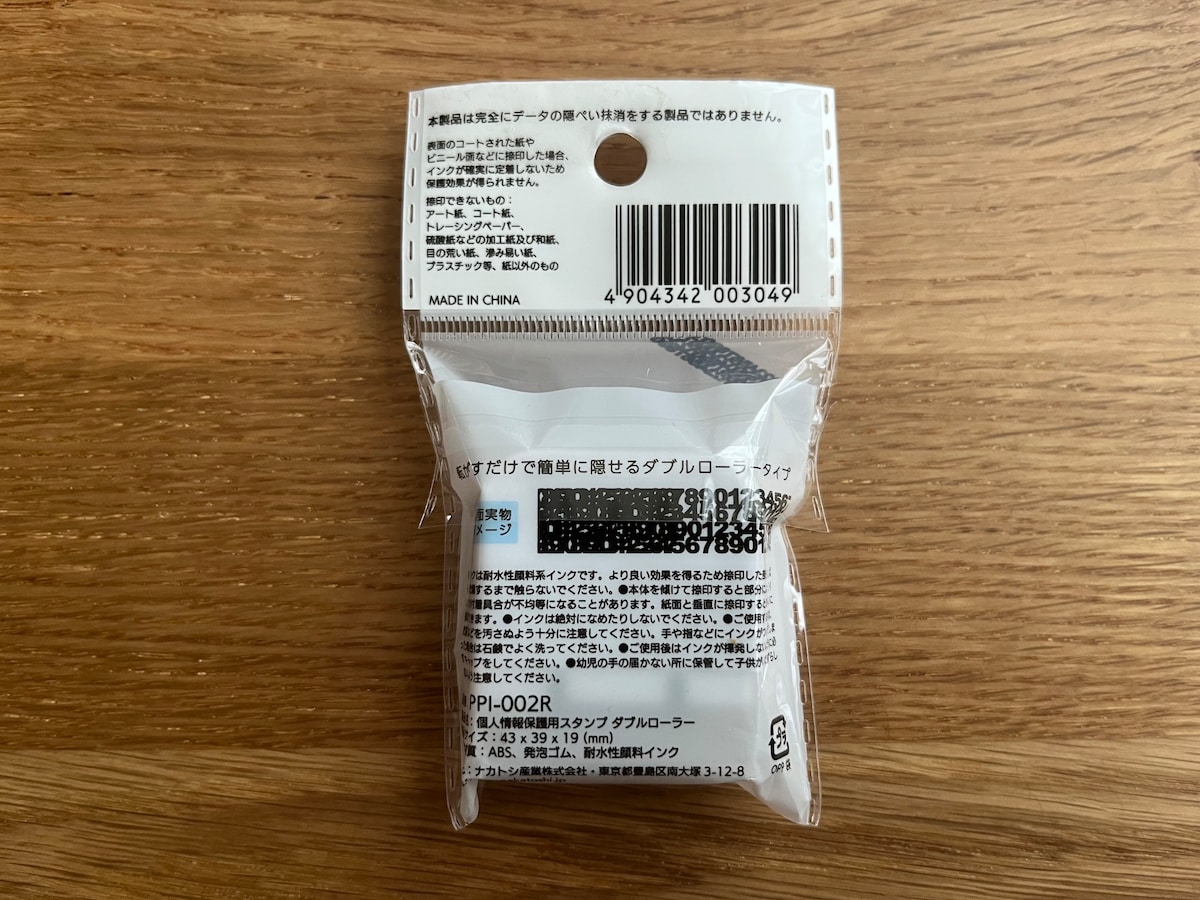 本製品は完全にデータの隠ぺい抹消をする製品ではありません。
表面のコートされた紙や
ビニール面などに捺印した場合、
インクが確実に定着しないため
保護効果が得られません。
捺印できないもの：
アート紙、コート紙、
トレーシングペーパー、
硫酸紙などの加工紙及び和紙、
目の荒い紙、滲み易い紙、
プラスチック等、紙以外のもの
MADE IN CHINA
4 904342 003049
がすだけで簡単に隠せるダブルローラータイプ
面実物
メージ
クは耐水性顔料系インクです。より良い効果を得るため捺印した
するまで触らないでください。●本体を傾けて捺印すると部分
付着具合が不均等になることがあります。紙面と垂直に捺印する
きます。●インクは絶対になめたりしないでください。●ご使用
どを汚さぬよう十分に注意してください。手や指などにインクが
は石鹸でよく洗ってください。●ご使用後はインクが揮発しない
キャップをしてください。●幼児の手の届かない所に保管して子供が
注意してください。
PPI-002R
：個人情報保護用スタンプ ダブルローラー
イズ：43 x 39 x 19 (mm)
質：ABS、発泡ゴム、耐水性顔料インク
：ナカトシ産業株式会社・東京都豊島区南大塚 3-12-8
プラ
OPP 袋